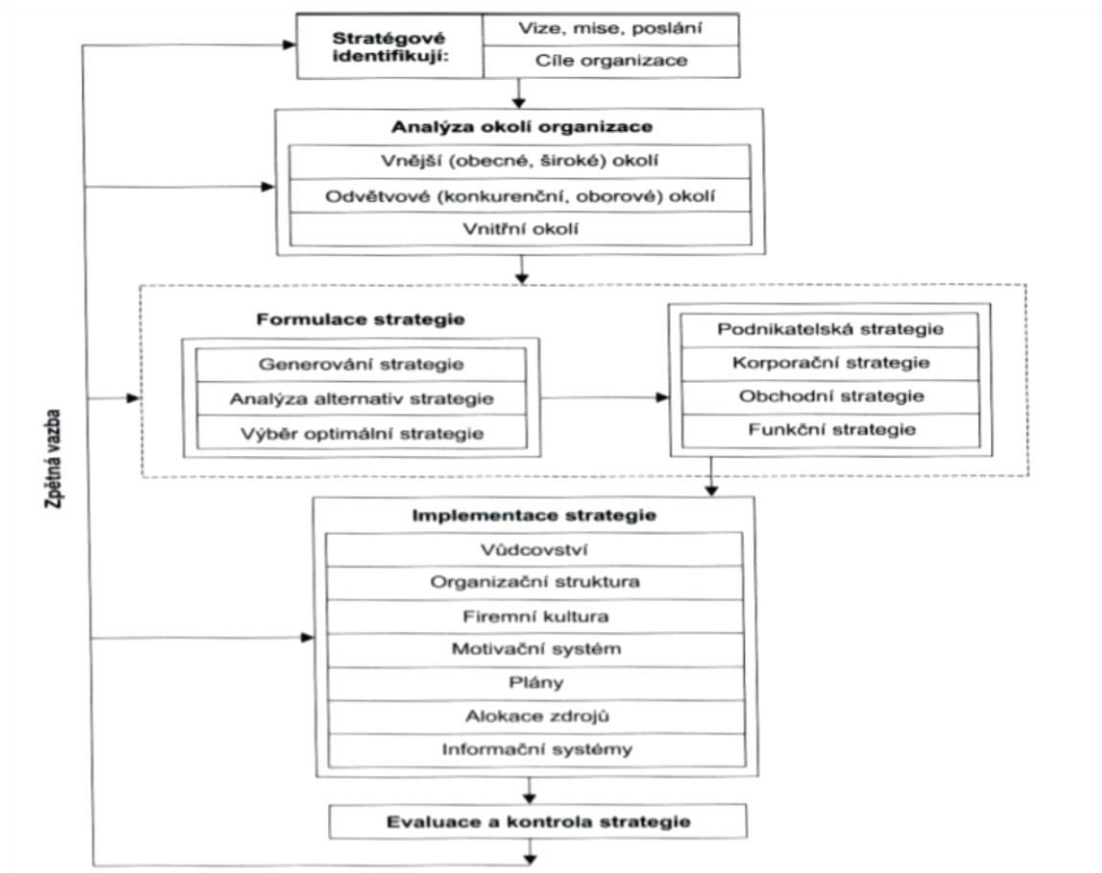 Stratégové
identifikují:
Vize, mise, poslání
Cíle organizace
Analýza okolí organizace
Vnější (obecné, široké) okolí
Odvětvové (konkurenční, oborové) okolí
Vnitřní okolí
Formulace strategie
Generování strategie
Analýza alternativ strategie
Výběr optimální strategie
Podnikatelská strategie
Korporační strategie
Obchodní strategie
Funkční strategie
Zpětná vazba
Implementace strategie
Vůdcovství
Organizační struktura
Firemní kultura
Motivační systém
Plány
Alokace zdrojů
Informační systémy
Evaluace a kontrola strategie